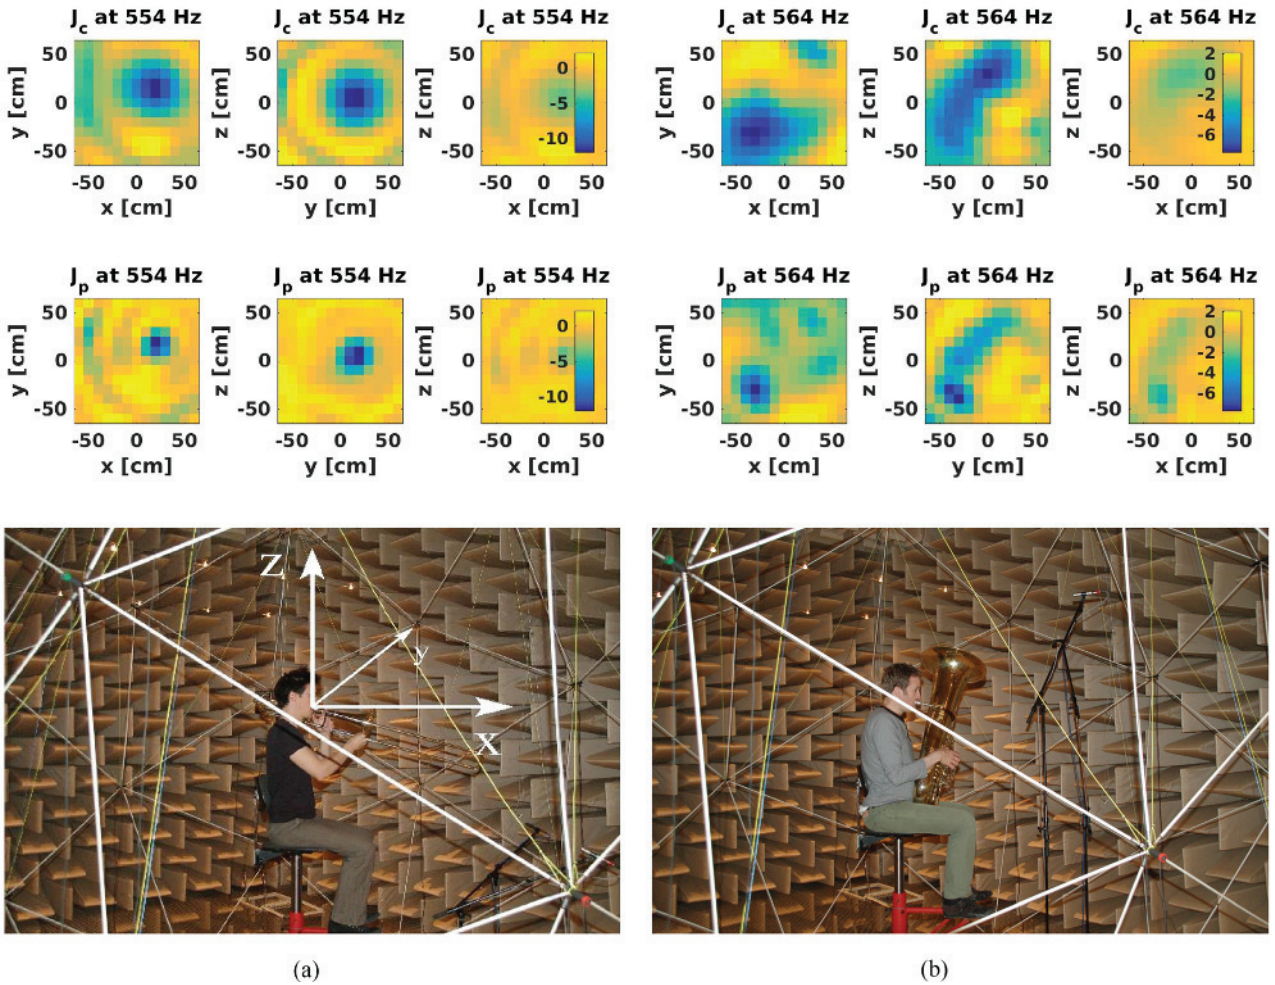 J_c at 554 Hz J_c at 554 Hz J_c at 554 Hz J_c at 564 Hz J_c at 564 Hz J_c at 564 Hz
50 50 50 0 50 50 50 2
y [cm] z [cm] z [cm] y [cm] z [cm] z [cm]
0 0 0 -5 0 0 0 0
-2
-4
-50 -50 -50 -10 -50 -50 -50 -6
-50 0 50 -50 0 50 -50 0 50 -50 0 50 -50 0 50 -50 0 50
x [cm] y [cm] x [cm] x [cm] y [cm] x [cm]
J_p at 554 Hz J_p at 554 Hz J_p at 554 Hz J_p at 564 Hz J_p at 564 Hz J_p at 564 Hz
50 50 50 0 50 50 50 2
y [cm] z [cm] z [cm] y [cm] z [cm] z [cm]
0 0 0 -5 0 0 0 0
-2
-4
-50 -50 -50 -10 -50 -50 -50 -6
-50 0 50 -50 0 50 -50 0 50 -50 0 50 -50 0 50 -50 0 50
x [cm] y [cm] x [cm] x [cm] y [cm] x [cm]
Z
y
X
(a) (b)